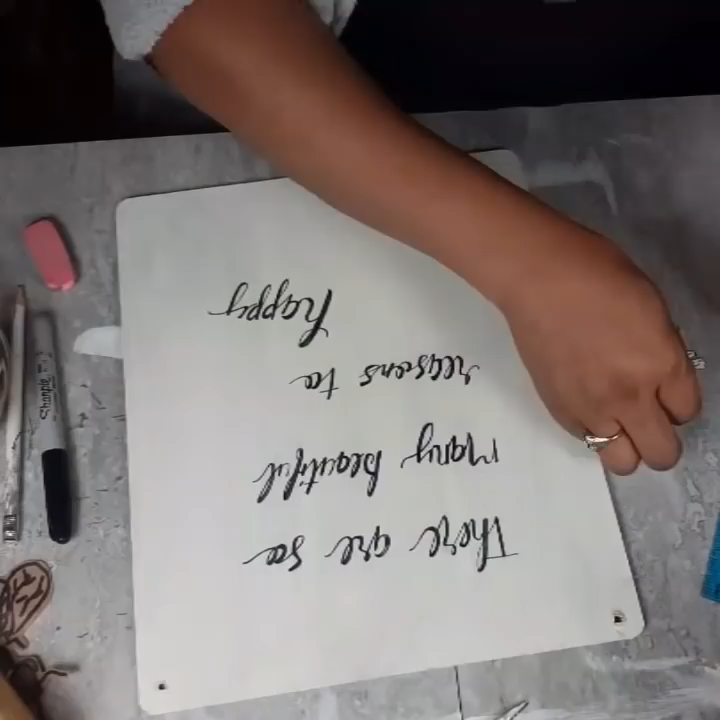 There are so
many beautiful
reasons to
happy
Sharpie